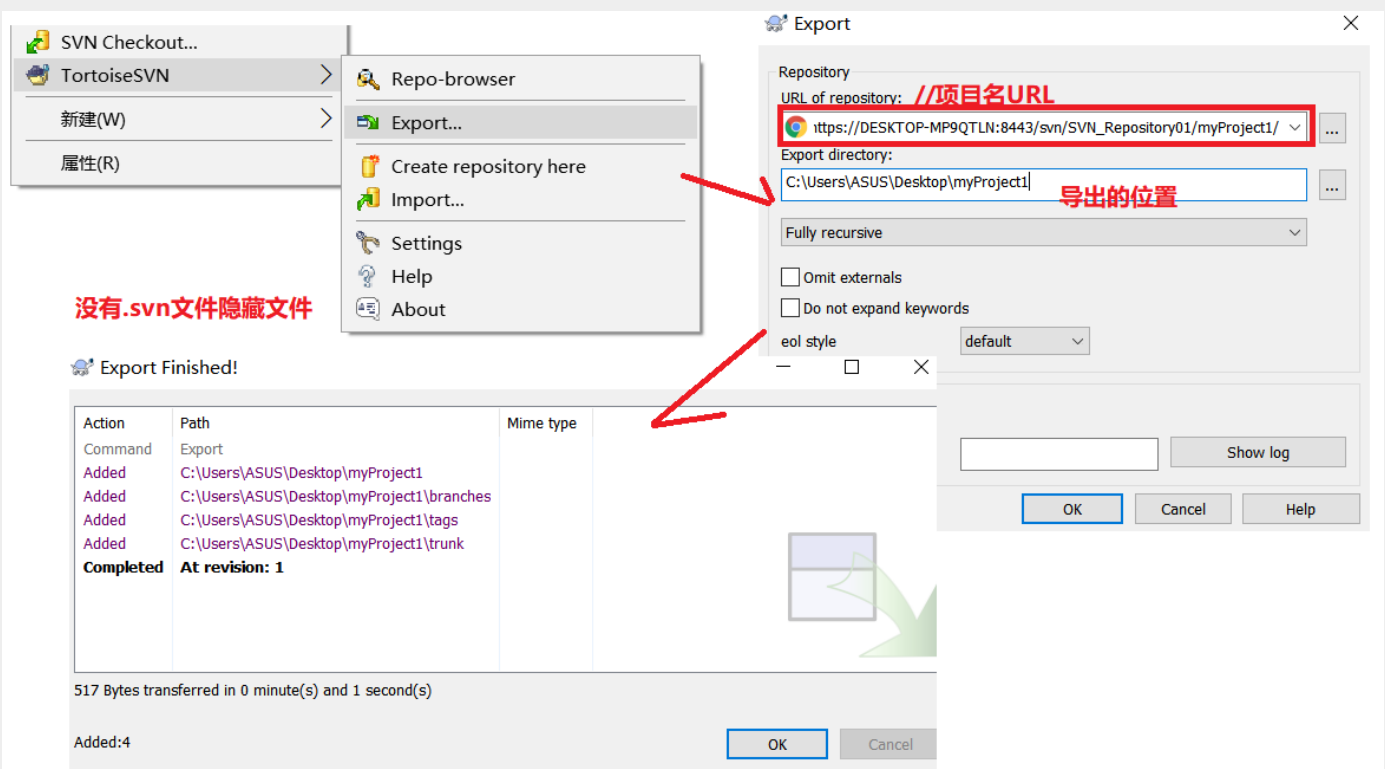 SVN Checkout...
TortoiseSVN
新建(W)
属性(R)
Repo-browser
Export...
Create repository here
Import...
Settings
Help
About
没有.svn文件隐藏文件
Export
Repository
URL of repository: //项目名URL
https://DESKTOP-MP9QTLN:8443/svn/SVN_Repository01/myProject1/
...
Export directory:
C:\Users\ASUS\Desktop\myProject1
...
导出的位置
Fully recursive
Omit externals
Do not expand keywords
eol style
default
Show log
OK
Cancel
Help
Export Finished!
Action Path Mime type
Command Export
Added C:\Users\ASUS\Desktop\myProject1
Added C:\Users\ASUS\Desktop\myProject1\branches
Added C:\Users\ASUS\Desktop\myProject1\tags
Added C:\Users\ASUS\Desktop\myProject1\trunk
Completed At revision: 1
517 Bytes transferred in 0 minute(s) and 1 second(s)
Added:4
OK
Cancel